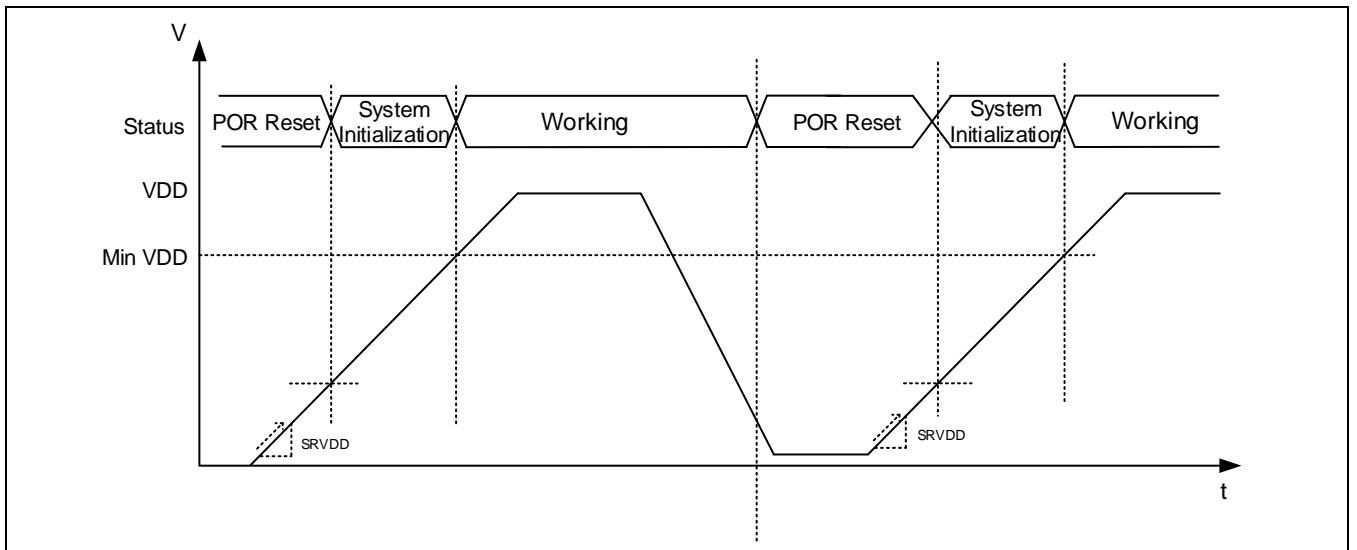 V
Status
POR Reset
System
Initialization
Working
POR Reset
System
Initialization
Working
VDD
Min VDD
SRVDD
SRVDD
t